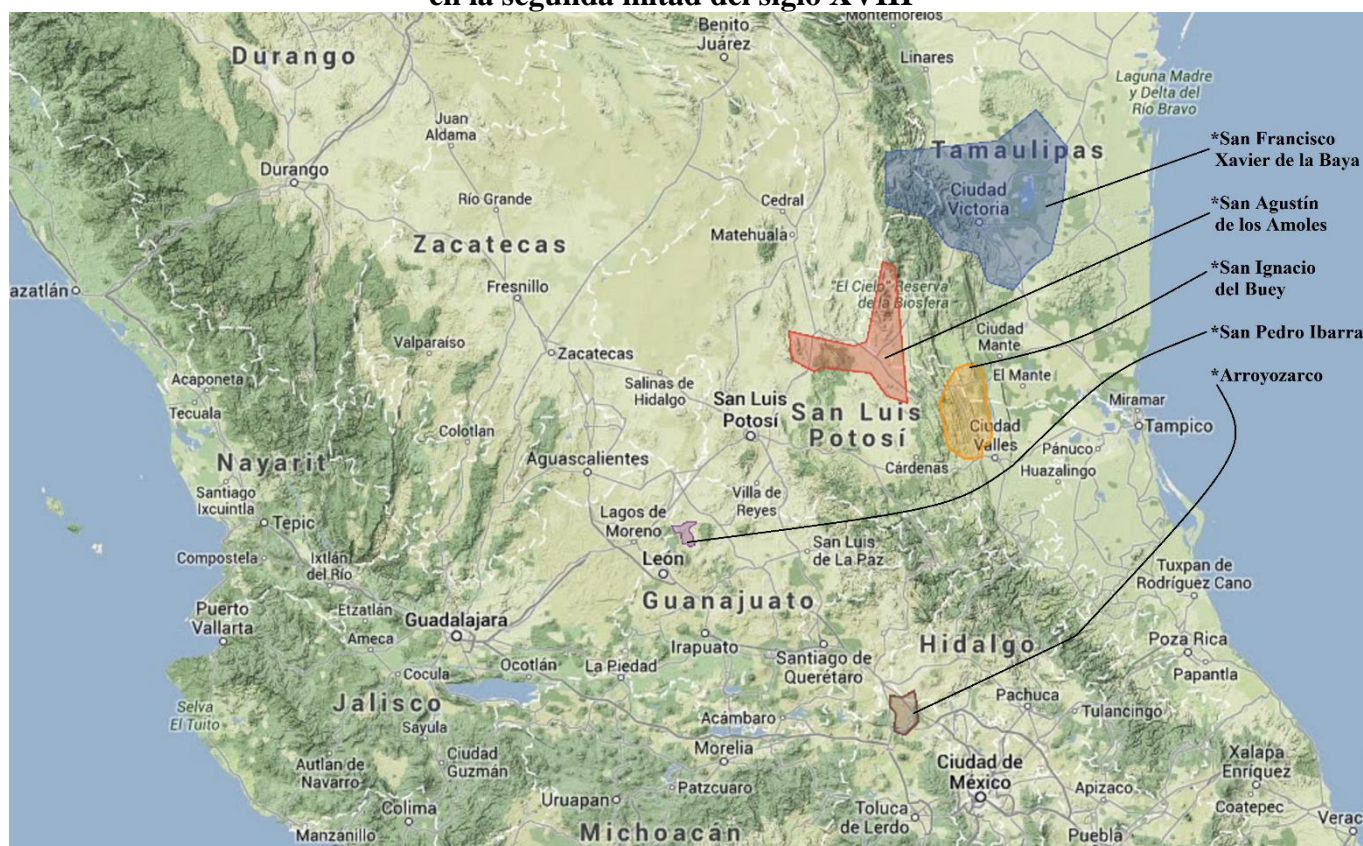 en la segunda mitad del siglo XVIII
Montemorelos
Benito
Juárez
Durango
Linares
Laguna Madre
y Delta del
Río Bravo
Juan
Aldama
*San Francisco
Xavier de la Baya
Tamaulipas
Durango
Río Grande
Cedral
Ciudad
Victoria
*San Agustín
de los Amoles
Matehuala
Zacatecas
*San Ignacio
del Buey
azatlán
Fresnillo
"El Cielo" Reserva
de la Biosfera
*San Pedro Ibarra
Ciudad
Mante
Valparaíso
Zacatecas
El Mante
*Arroyozarco
Acaponeta
Salinas de
Hidalgo
San Luis
Potosí
San Luis
Potosí
Miramar
Tecuala
Tampico
Colotlan
Ciudad
Valles
Pánuco
Nayarit
Aguascalientes
Cárdenas
Huazalingo
Santiago
Ixcuintla
Villa de
Reyes
Tepic
Lagos de
Moreno
San Luis
de La Paz
Compostela
Ixtlán
del Río
León
Tuxpan de
Rodríguez Cano
Guanajuato
Puerto
Vallarta
Etzatlán
Guadalajara
Ameca
Hidalgo
Poza Rica
Irapuato
Santiago de
Querétaro
Ocotlán
La Piedad
Papantla
Cocula
Pachuca
Jalisco
Selva
El Tuito
Sayula
Acámbaro
Tulancingo
Morelia
Autlan de
Navarro
Ciudad
Guzmán
Ciudad de
México
Xalapa
Enríquez
Patzcuaro
Apizaco
Uruapan
Colima
Toluca
de Lerdo
Coatepec
Verac
Manzanillo
Michoacán
Puebla